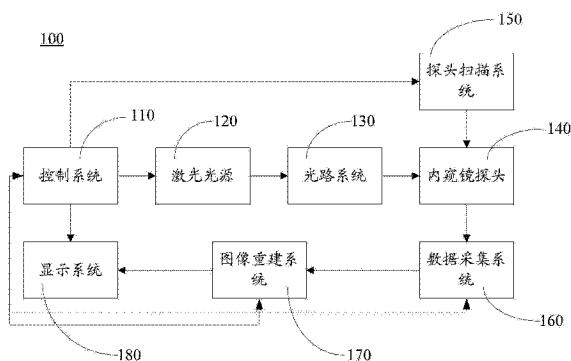 100
150
探头扫描系
统
110
120
130
140
控制系统
激光光源
光路系统
内窥镜探头
显示系统
图像重建系
统
数据采集系
统
180
170
160